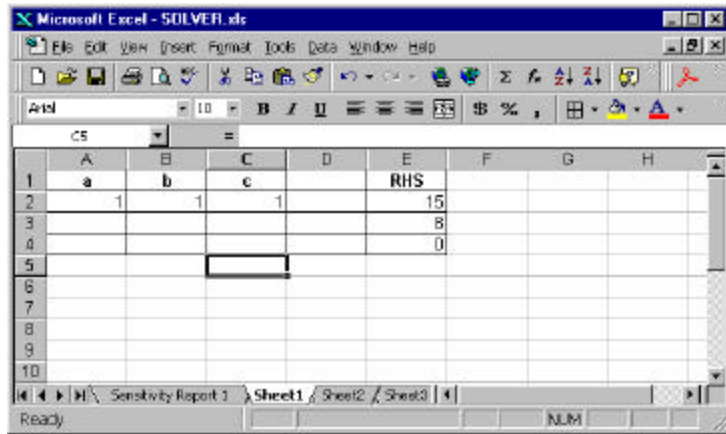 Microsoft Excel - SOLVER.xls
File Edit View Insert Format Tools Data Window Help
Arial 10 B I U $ % ,
C5 =
A B C D E F G H
1 a b c RHS
2 1 1 1 15
3 8
4 0
5
6
7
8
9
10
Sensitivity Report 1 Sheet1 Sheet2 Sheet3
Ready NUM